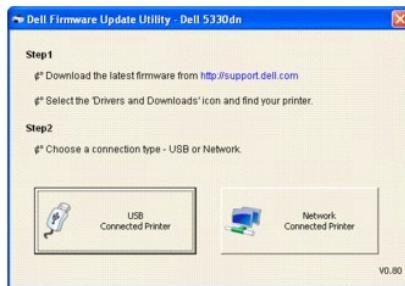 Dell Firmware Update Utility - Dell 5330dn
Step1
¢º Download the latest firmware from http://support.dell.com
¢º Select the 'Drivers and Downloads' icon and find your printer.
Step2
¢º Choose a connection type - USB or Network.
USB
Connected Printer
Network
Connected Printer
V0.80